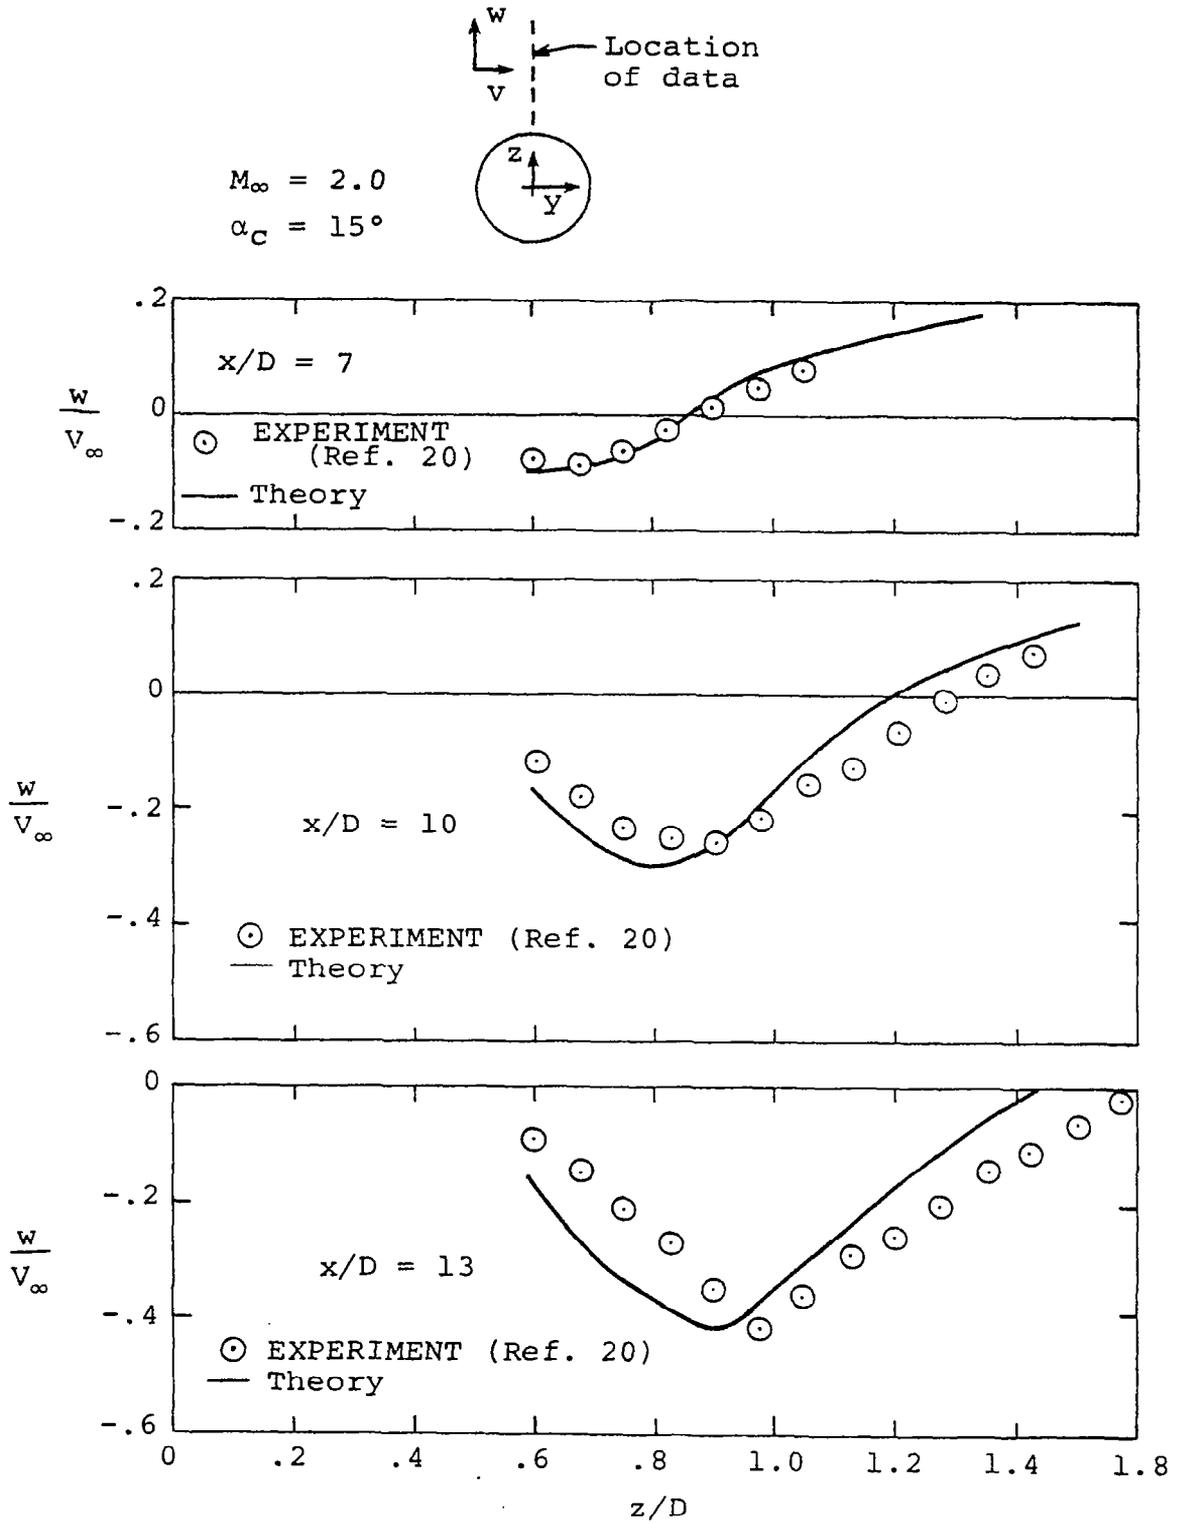 w
Location
of data
v
z
y
M∞ = 2.0
αc = 15°
.2
x/D = 7
w
V∞
0
EXPERIMENT
(Ref. 20)
Theory
-.2
.2
0
w
V∞
-.2
x/D = 10
-.4
EXPERIMENT (Ref. 20)
Theory
-.6
0
-.2
w
V∞
x/D = 13
-.4
EXPERIMENT (Ref. 20)
Theory
-.6
0 .2 .4 .6 .8 1.0 1.2 1.4 1.8
z/D